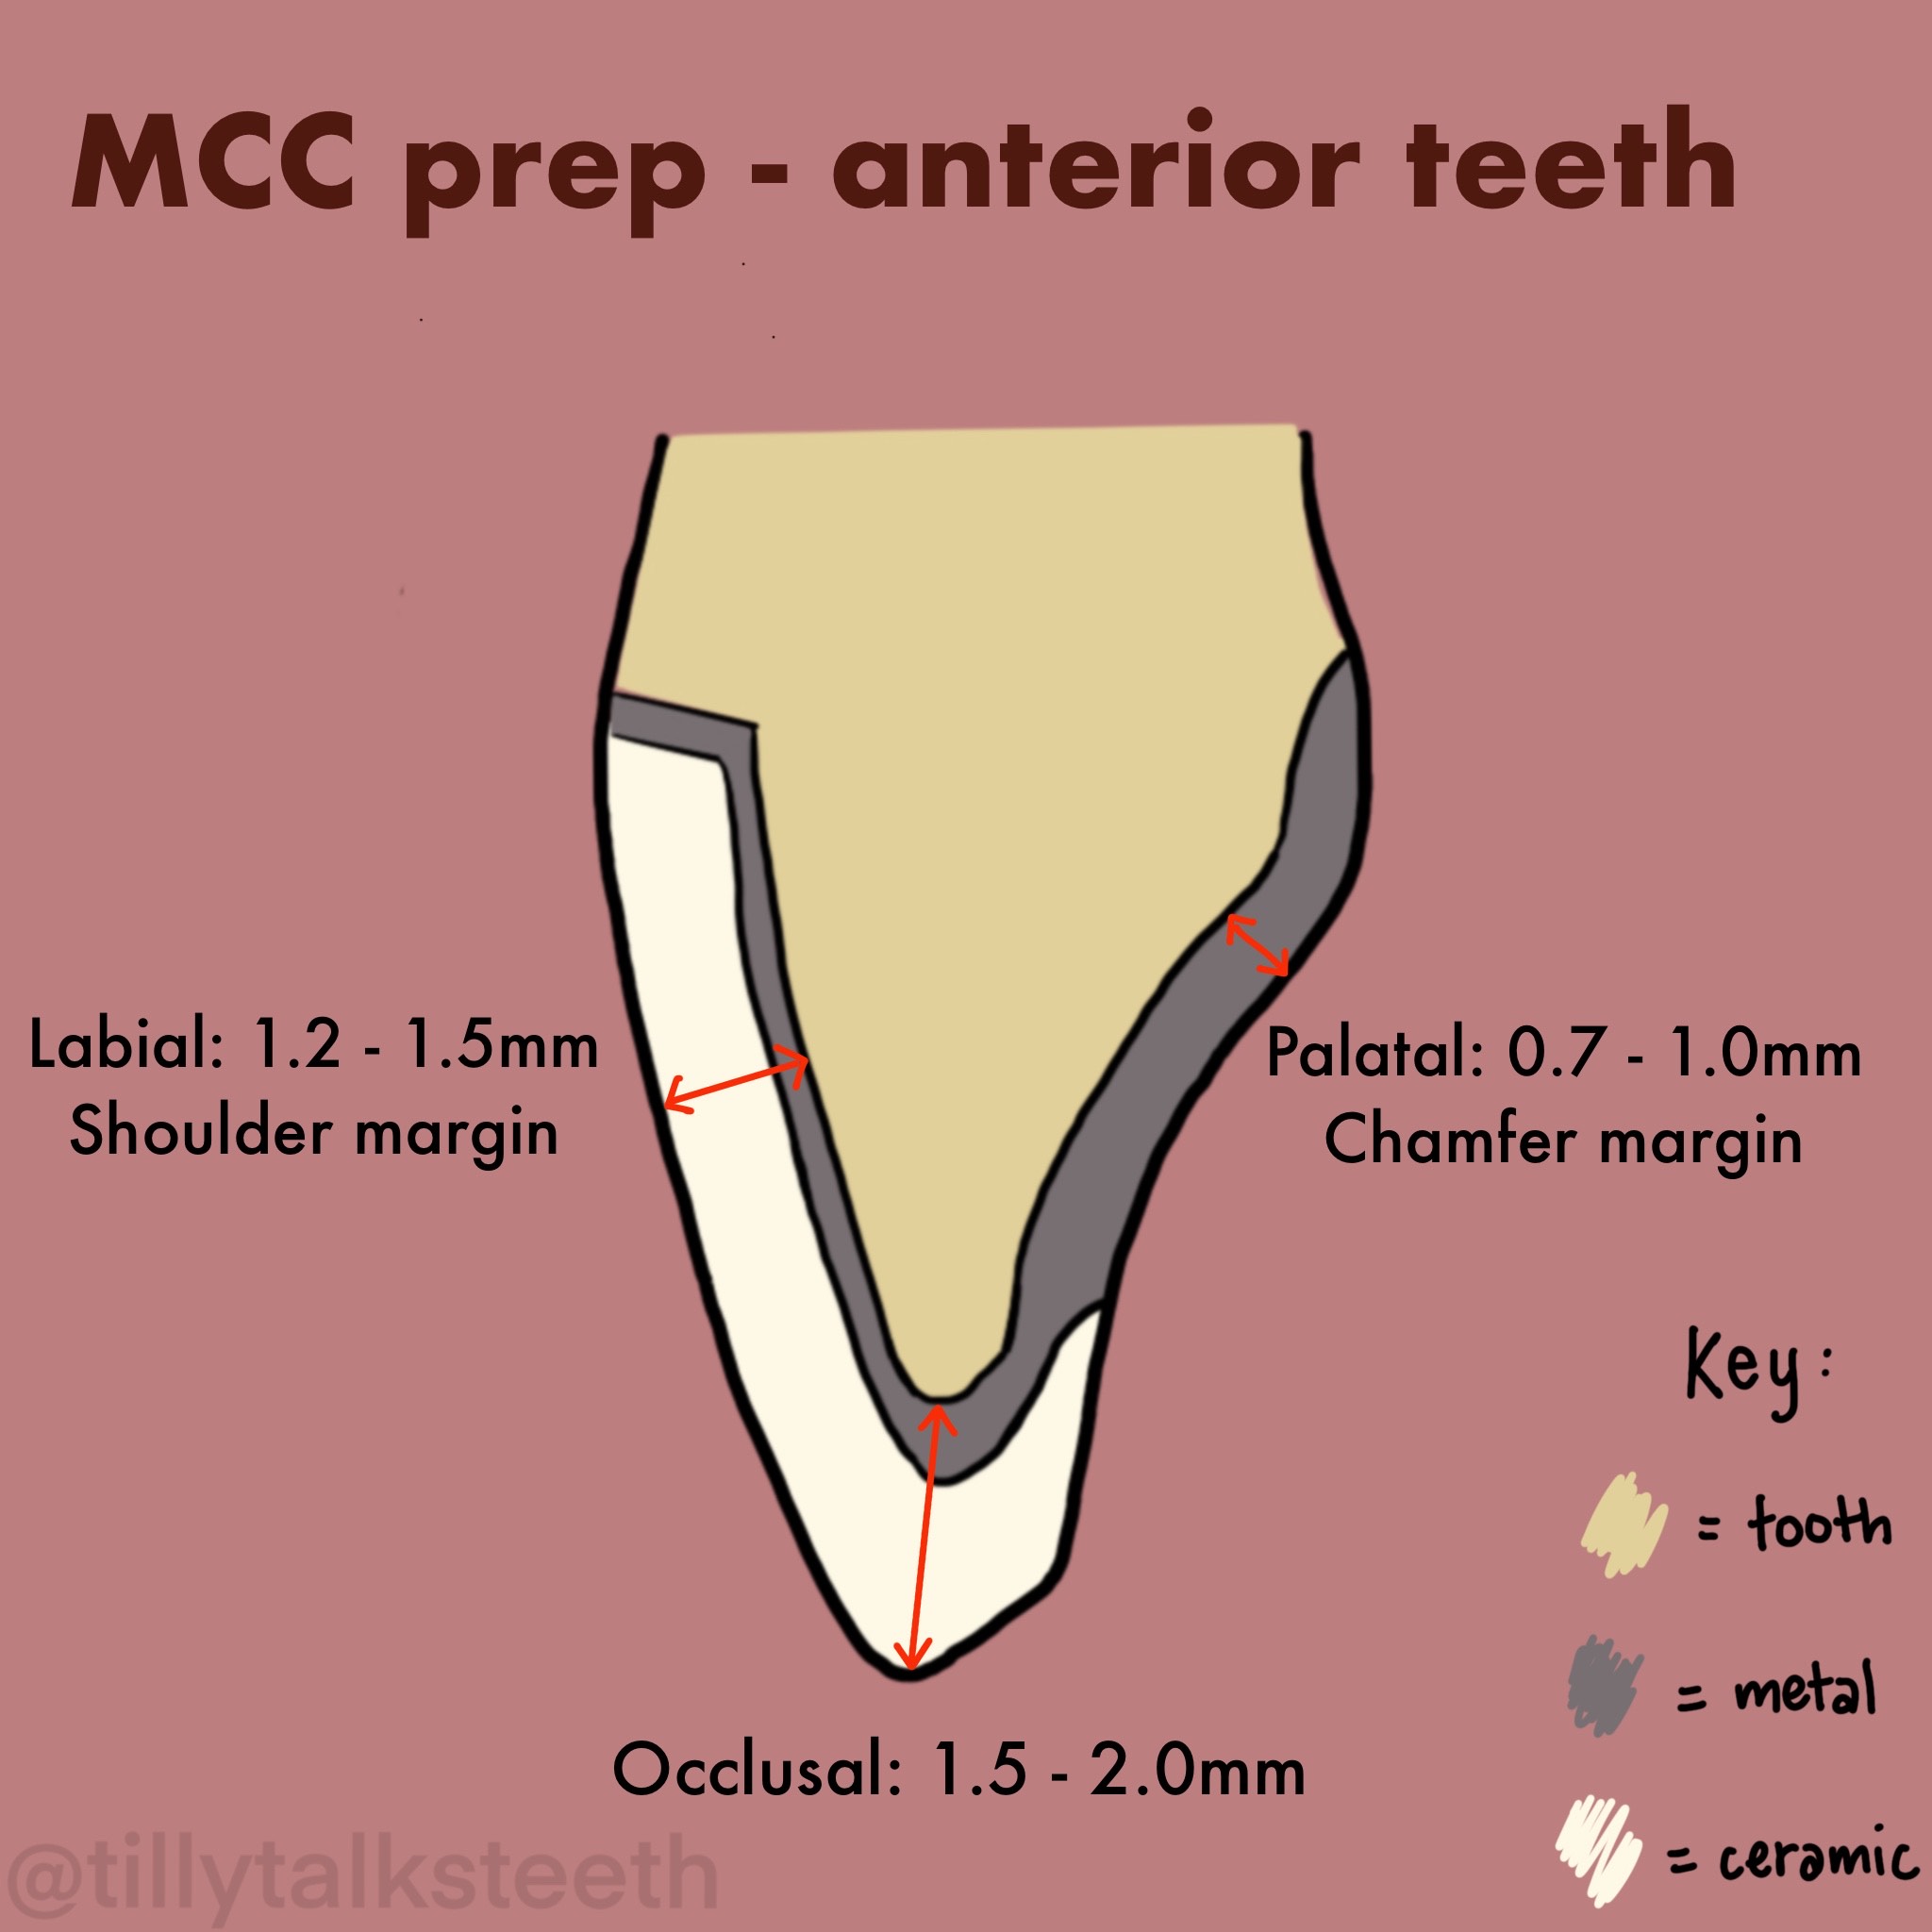 MCC prep - anterior teeth
Labial: 1.2 - 1.5mm
Shoulder margin
Palatal: 0.7 - 1.0mm
Chamfer margin
Key:
= tooth
= metal
= ceramic
Occlusal: 1.5 - 2.0mm
@tillytalksteeth